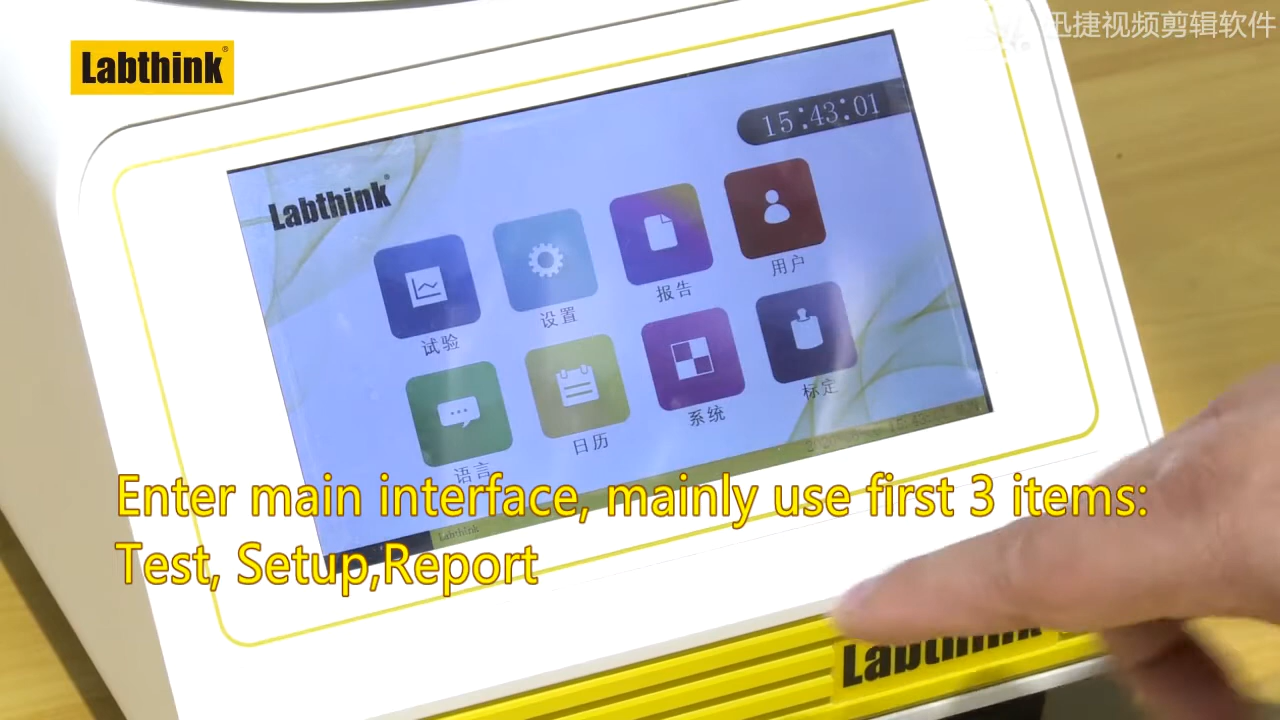 迅捷视频剪辑软件
Labthink®
15:43:01
Labthink®
试验
设置
报告
用户
语言
日历
系统
标定
Labthink
Enter main interface, mainly use first 3 items:
Test, Setup,Report
Labthink